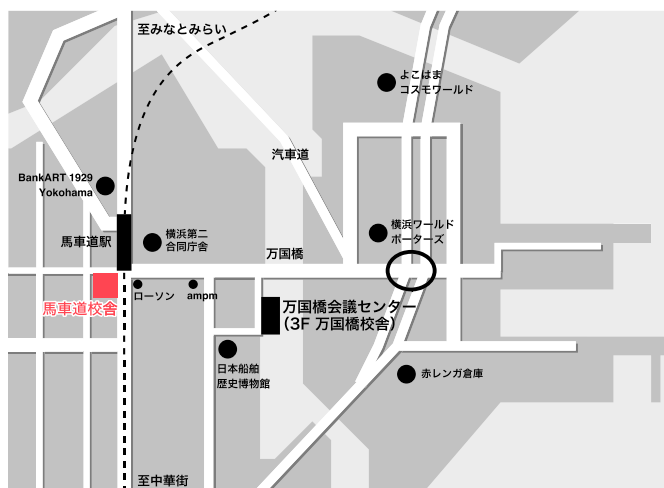 至みなとみらい
よこはま
コスモワールド
汽車道
BankART 1929
Yokohama
馬車道駅
横浜第二
合同庁舎
横浜ワールド
ポーターズ
万国橋
馬車道校舎
ローソン
ampm
万国橋会議センター
（3F 万国橋校舎）
日本船舶
歴史博物館
赤レンガ倉庫
至中華街